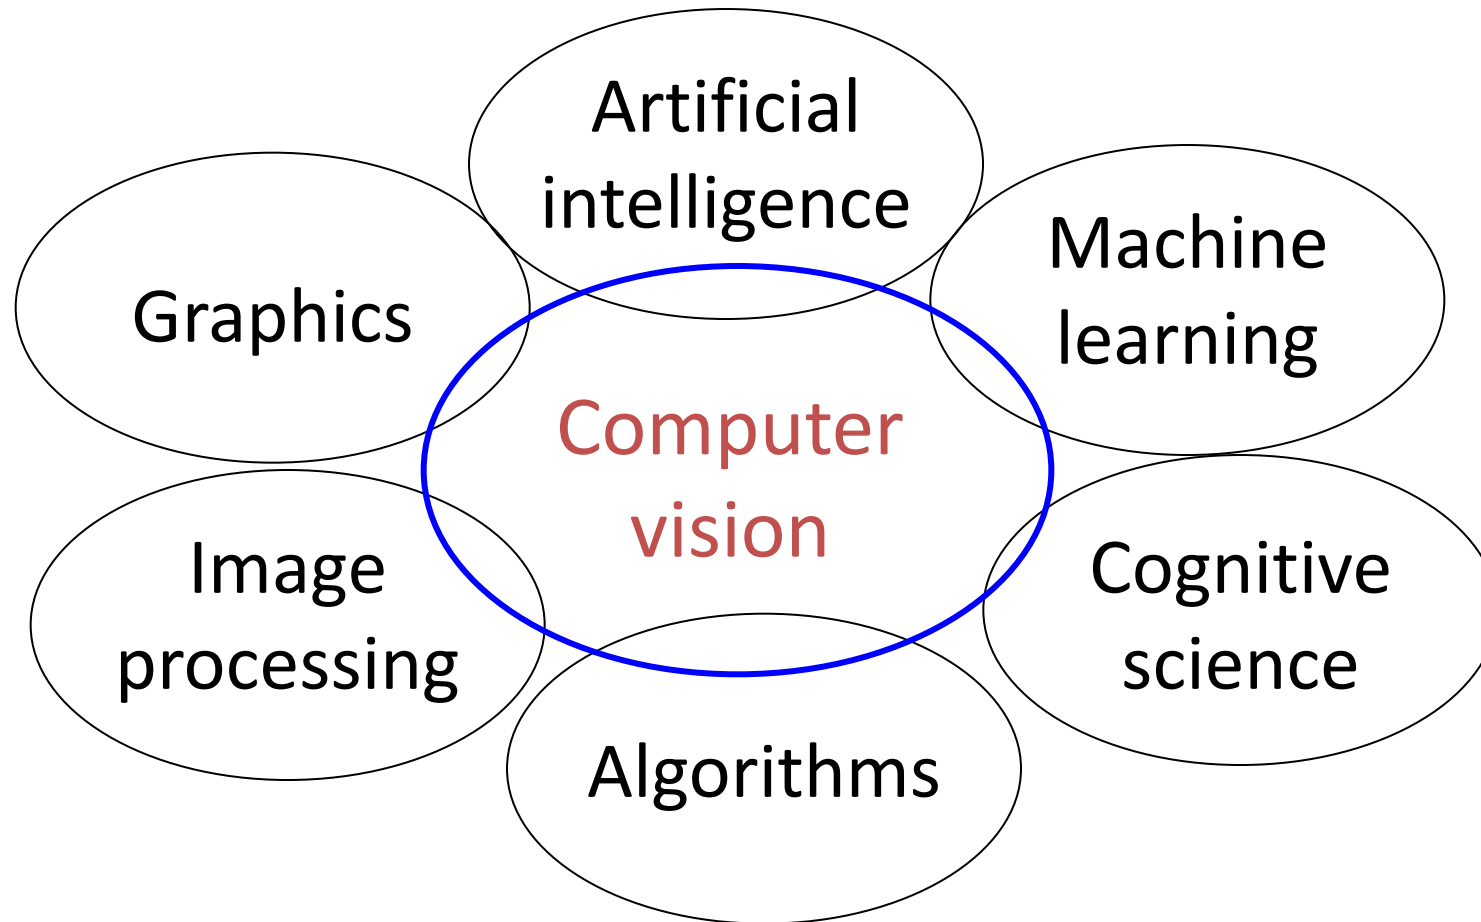 Artificial
intelligence
Machine
learning
Graphics
Computer
vision
Image
processing
Cognitive
science
Algorithms